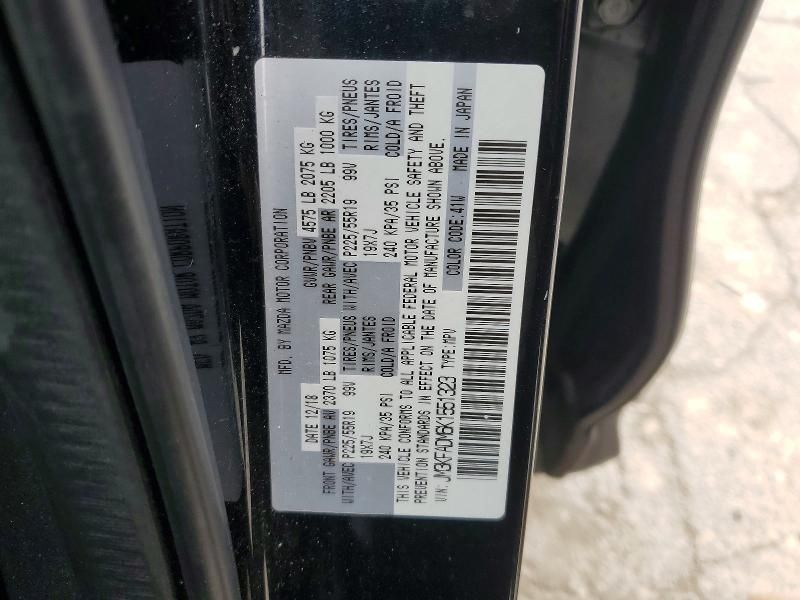 MFD. BY MAZDA MOTOR CORPORATION
DATE 12/18 GVWR/PNBV 4575 LB 2075 KG
FRONT GAWR/PNBE AV 2370 LB 1075 KG REAR GAWR/PNBE AR 2205 LB 1000 KG
WITH/AVEC P225/55R19 99V TIRES/PNEUS WITH/AVEC P225/55R19 99V TIRES/PNEUS
19X7J RIMS/JANTES 19X7J RIMS/JANTES
240 KPA/35 PSI COLD/A FROID 240 KPA/35 PSI COLD/A FROID
THIS VEHICLE CONFORMS TO ALL APPLICABLE FEDERAL MOTOR VEHICLE SAFETY AND THEFT
PREVENTION STANDARDS IN EFFECT ON THE DATE OF MANUFACTURE SHOWN ABOVE.
VIN: JM3KFADM5K1551323 TYPE:MPV COLOR CODE:41W MADE IN JAPAN